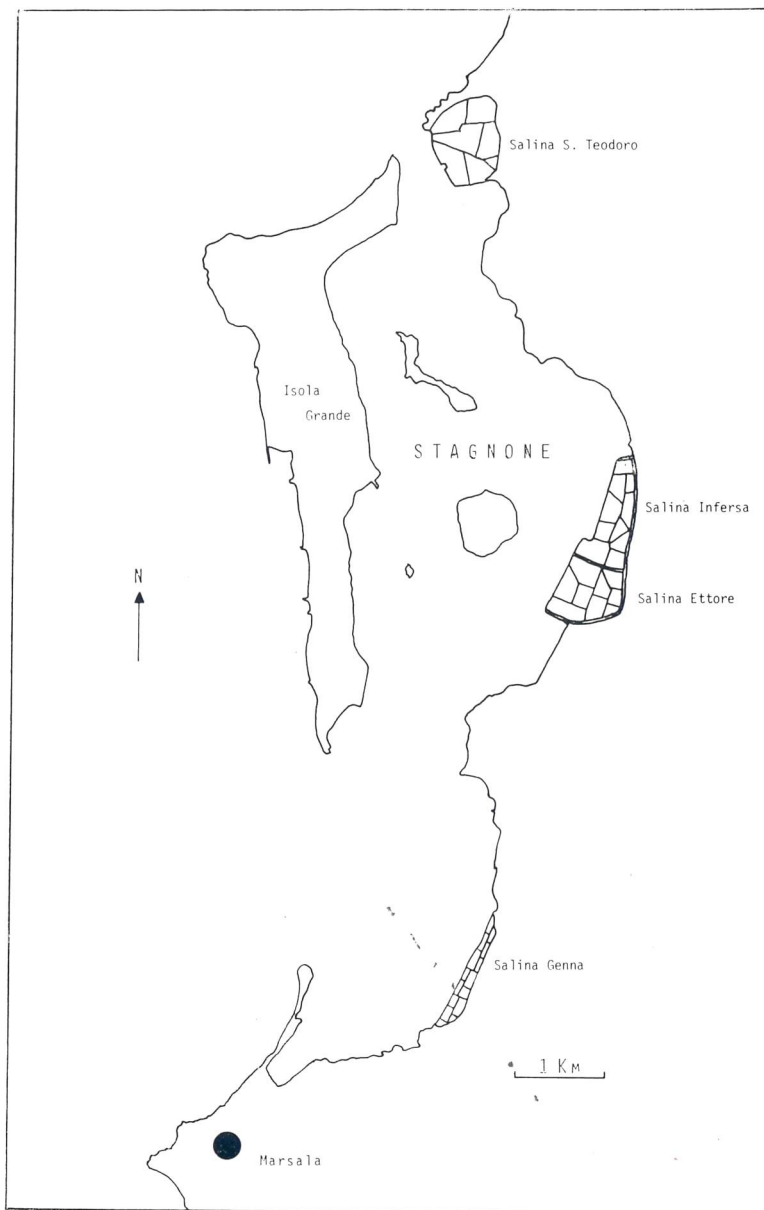 Salina S. Teodoro
Isola
Grande
STAGNONE
Salina Infersa
N
Salina Ettore
Salina Genna
1 Km
Marsala